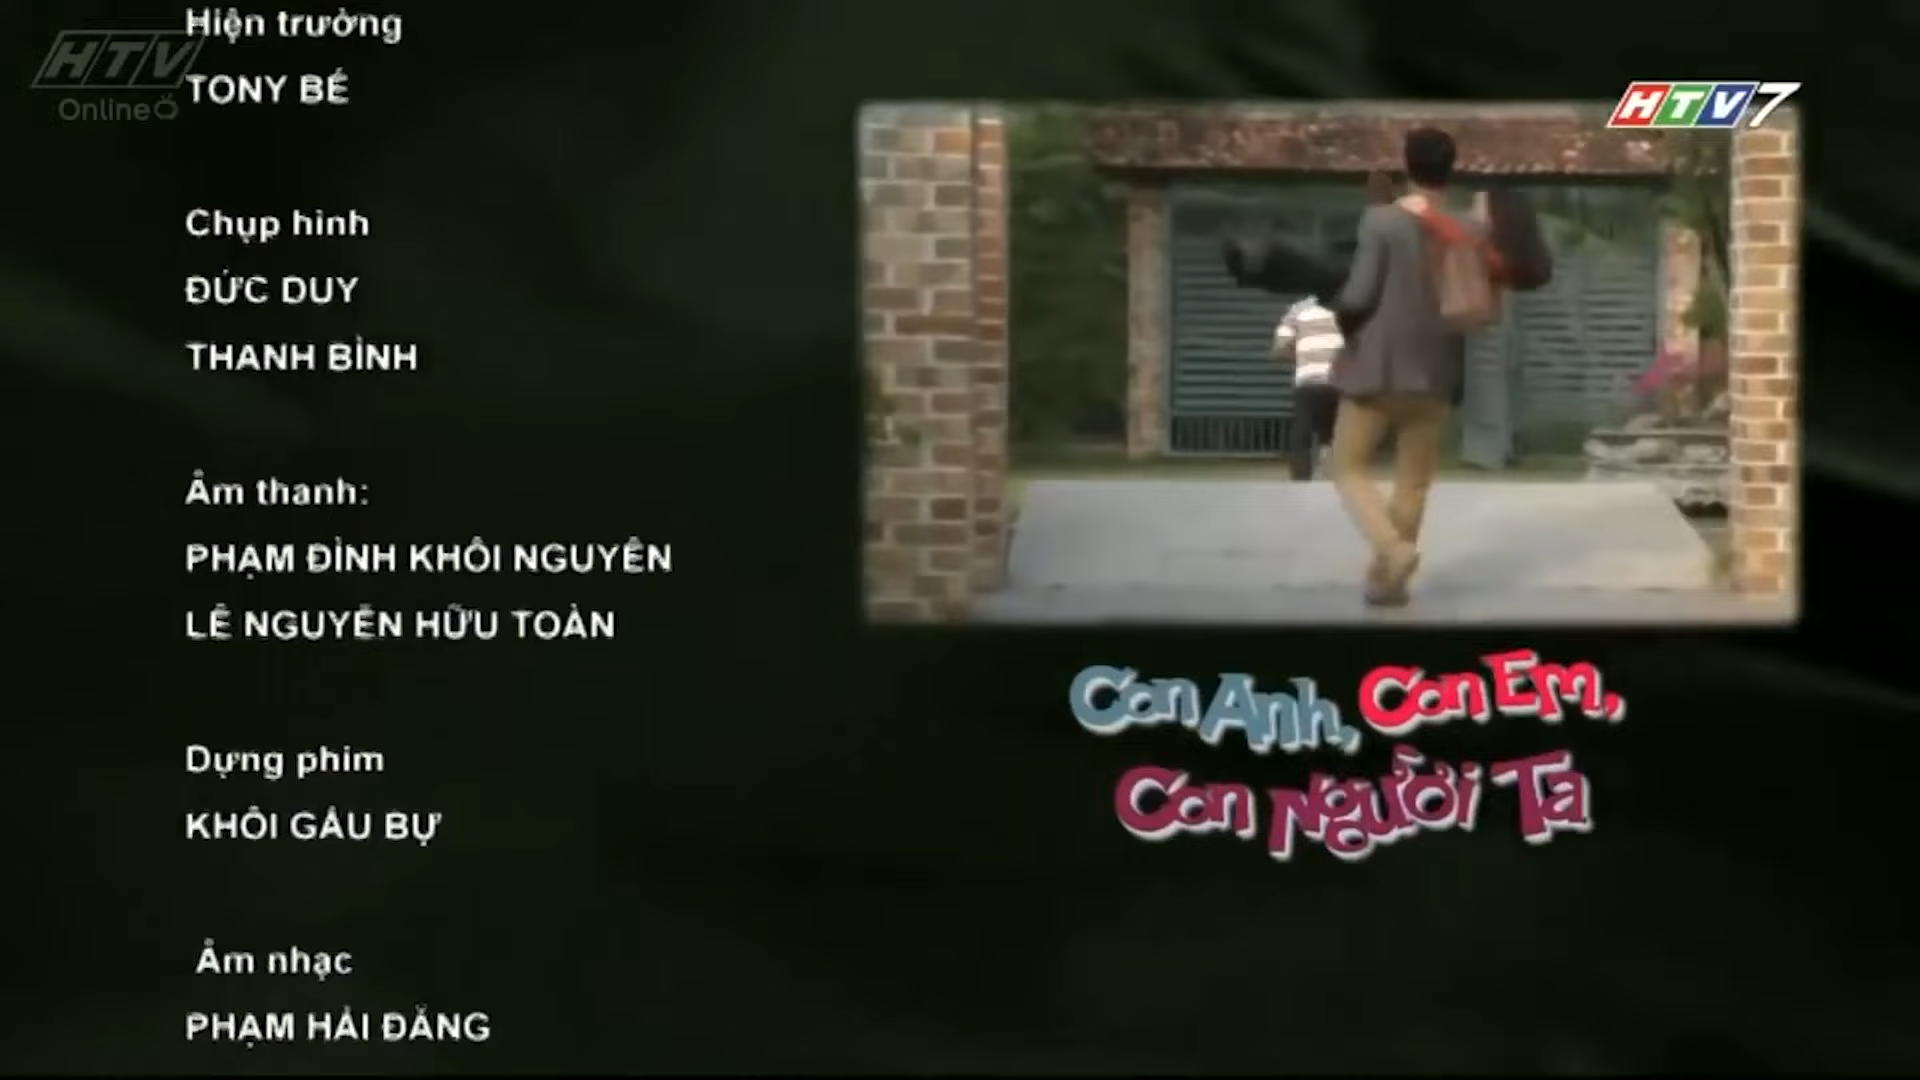 HTV
Online
HTV7
Hiện trường
TONY BÉ
Chụp hình
ĐỨC DUY
THANH BÌNH
Âm thanh:
PHẠM ĐÌNH KHÔI NGUYÊN
LÊ NGUYỄN HỮU TOÀN
Dựng phim
KHÔI GẤU BỰ
Âm nhạc
PHẠM HẢI ĐĂNG
Con Anh, Con Em,
Con Người Ta